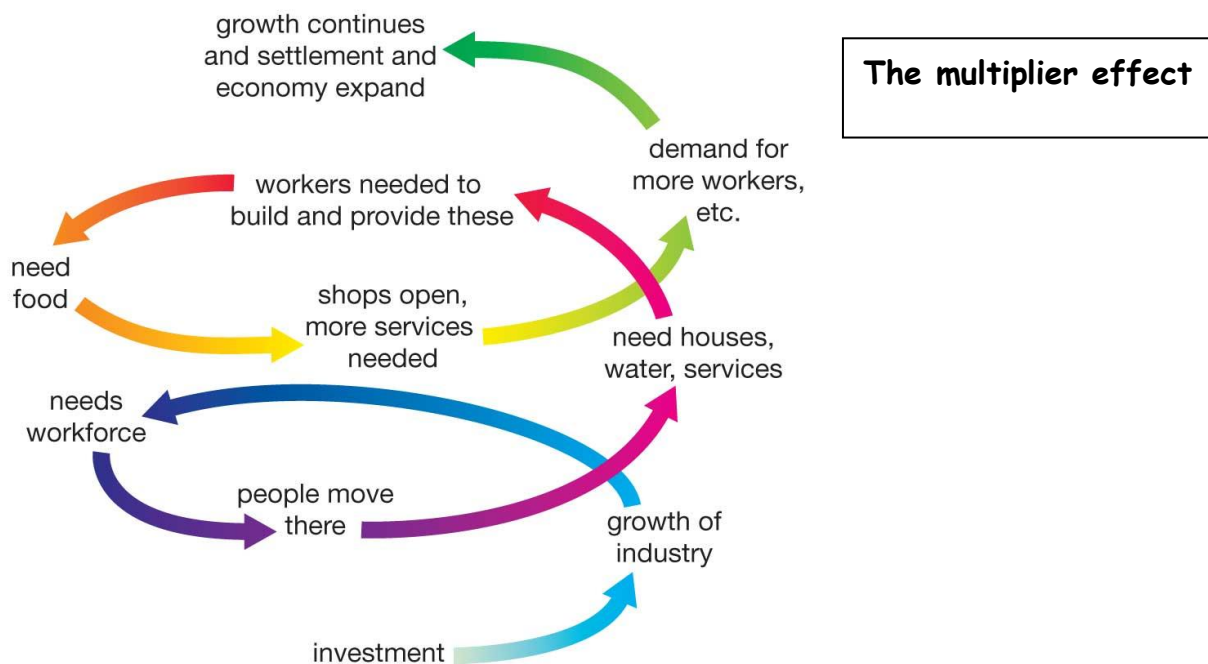 growth continues
and settlement and
economy expand
The multiplier effect
demand for
more workers,
etc.
workers needed to
build and provide these
need
food
shops open,
more services
needed
need houses,
water, services
needs
workforce
people move
there
growth of
industry
investment